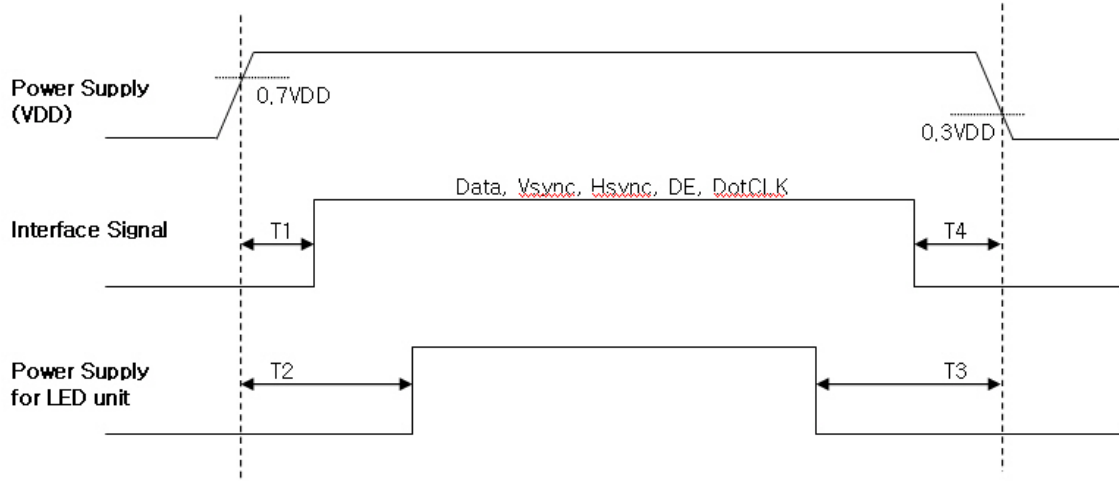 Power Supply
(VDD)
0.7VDD
0.3VDD
Data, Vsync, Hsync, DE, DotCLK
Interface Signal
T1
T4
Power Supply
for LED unit
T2
T3